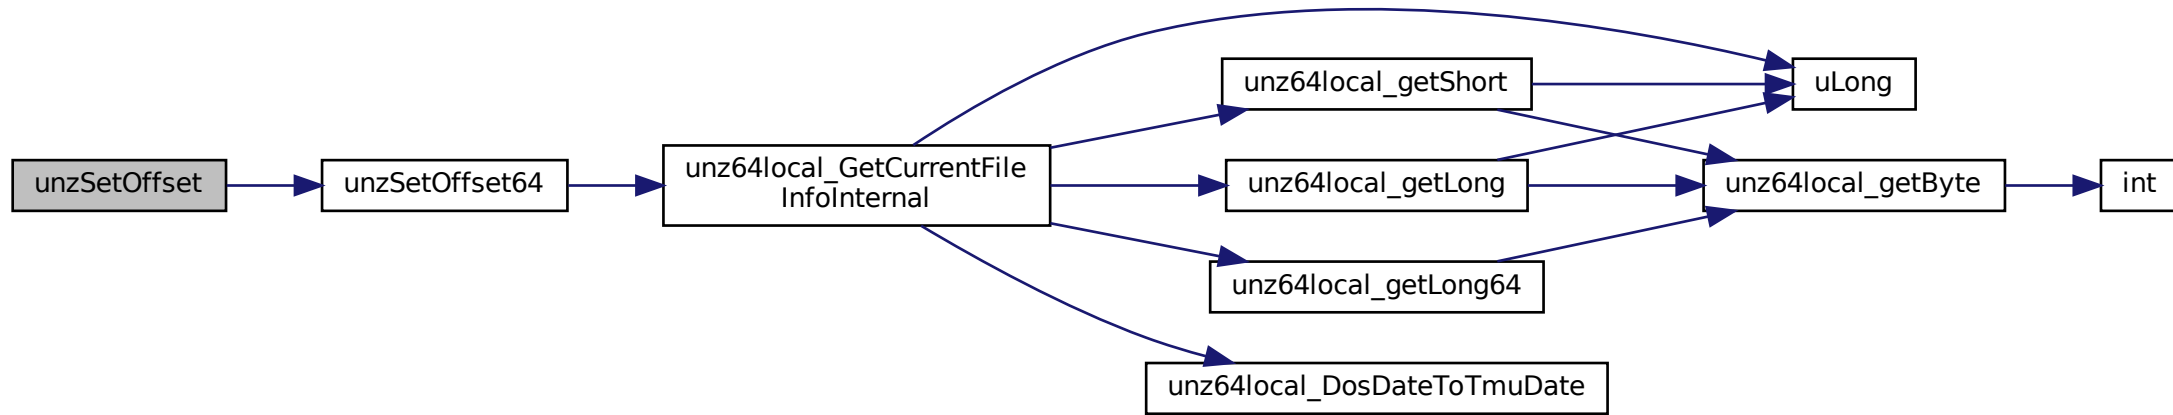 unzSetOffset
unzSetOffset64
unz64local_GetCurrentFile
InfoInternal
unz64local_getShort
unz64local_getLong
unz64local_getLong64
unz64local_DosDateToTmuDate
uLong
unz64local_getByte
int